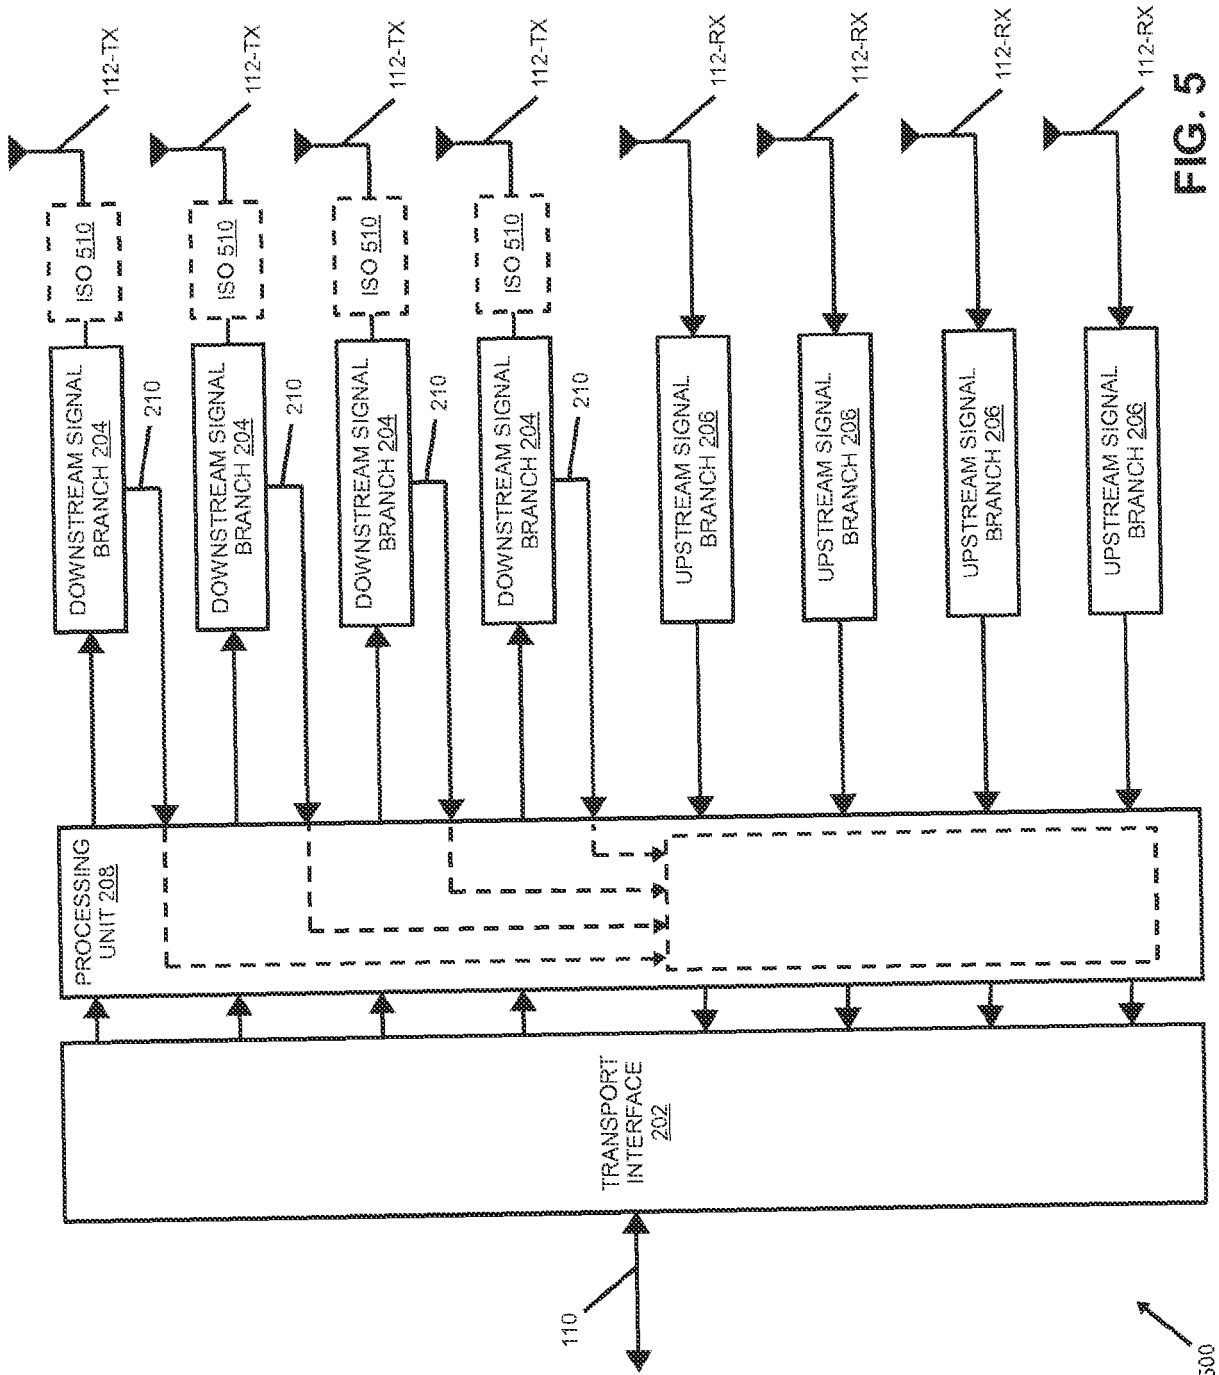 112-TX
ISO 510
DOWNSTREAM SIGNAL
BRANCH 204
PROCESSING
UNIT 208
210
112-TX
ISO 510
DOWNSTREAM SIGNAL
BRANCH 204
210
112-TX
ISO 510
DOWNSTREAM SIGNAL
BRANCH 204
210
112-TX
ISO 510
DOWNSTREAM SIGNAL
BRANCH 204
210
110
TRANSPORT
INTERFACE
202
112-RX
UPSTREAM SIGNAL
BRANCH 206
112-RX
UPSTREAM SIGNAL
BRANCH 206
112-RX
UPSTREAM SIGNAL
BRANCH 206
112-RX
UPSTREAM SIGNAL
BRANCH 206
500
FIG. 5